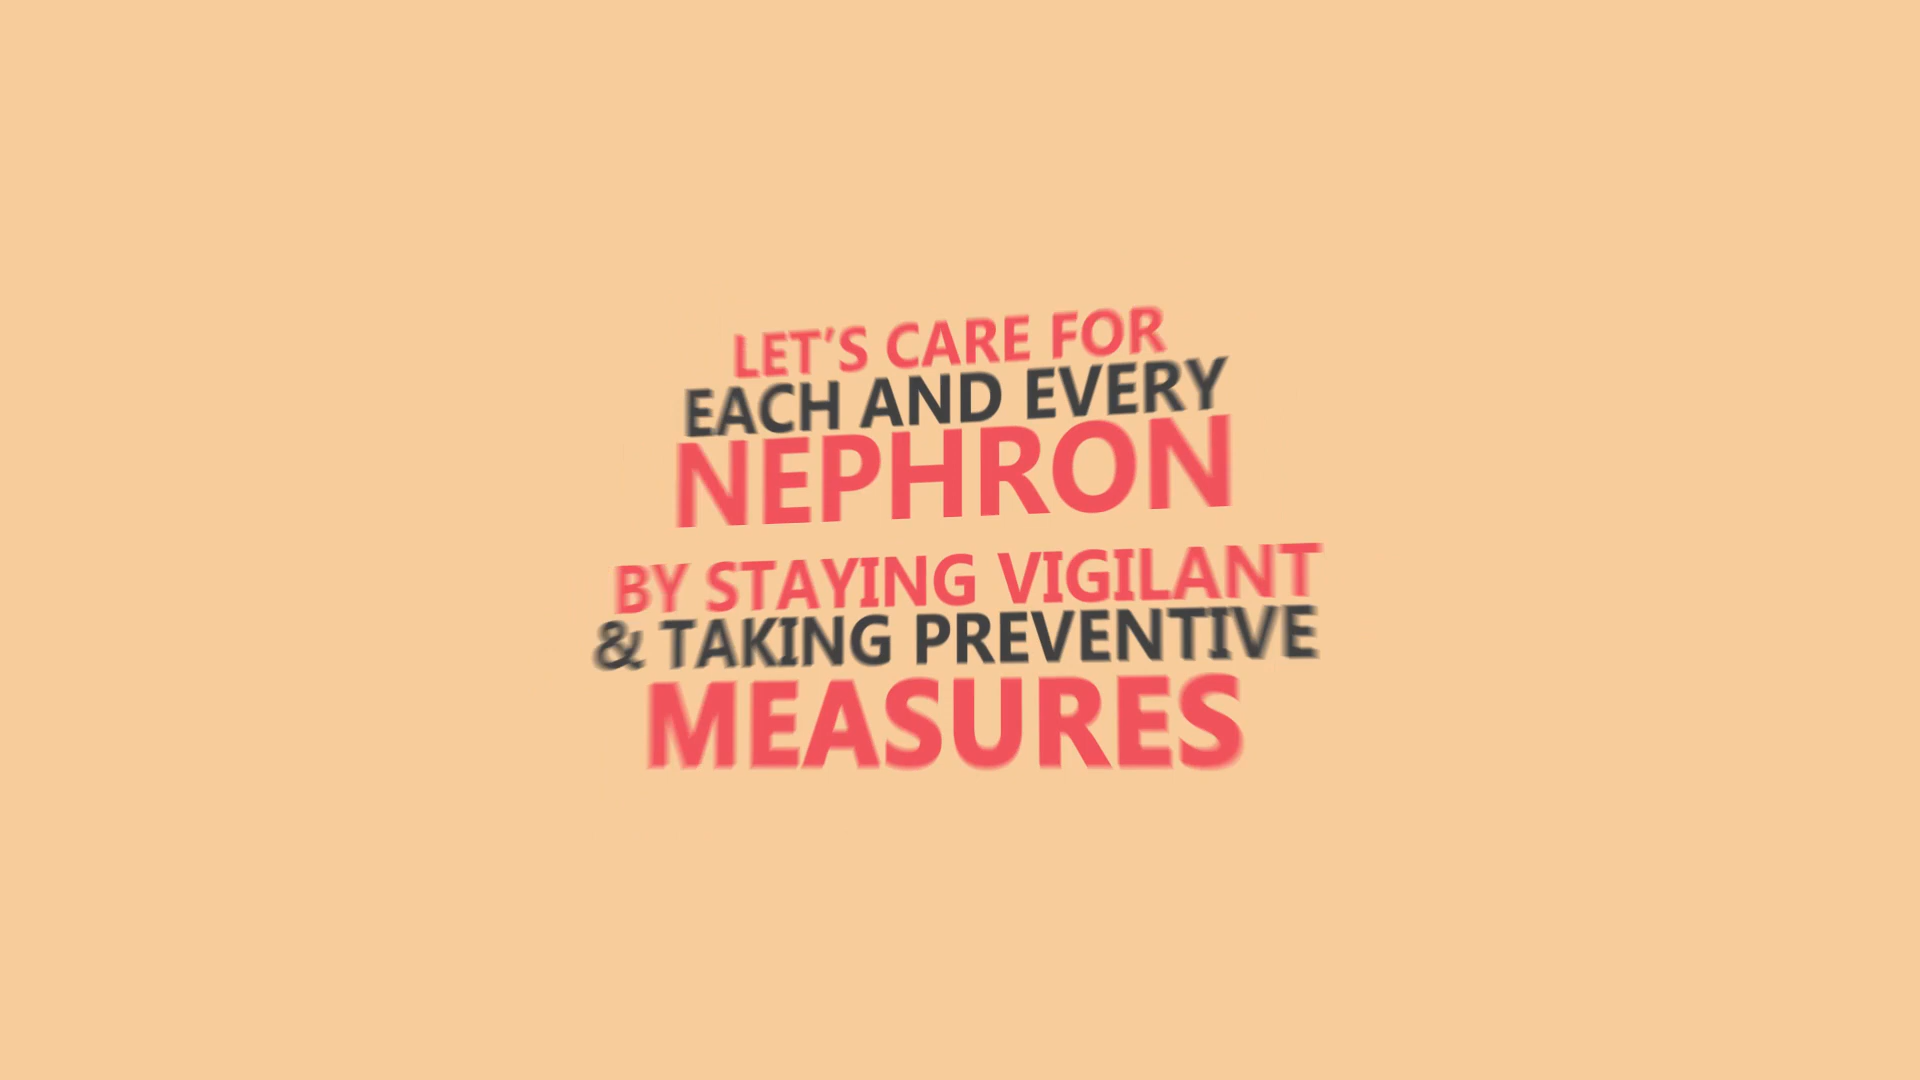 LET'S CARE FOR
EACH AND EVERY
NEPHRON
BY STAYING VIGILANT
& TAKING PREVENTIVE
MEASURES